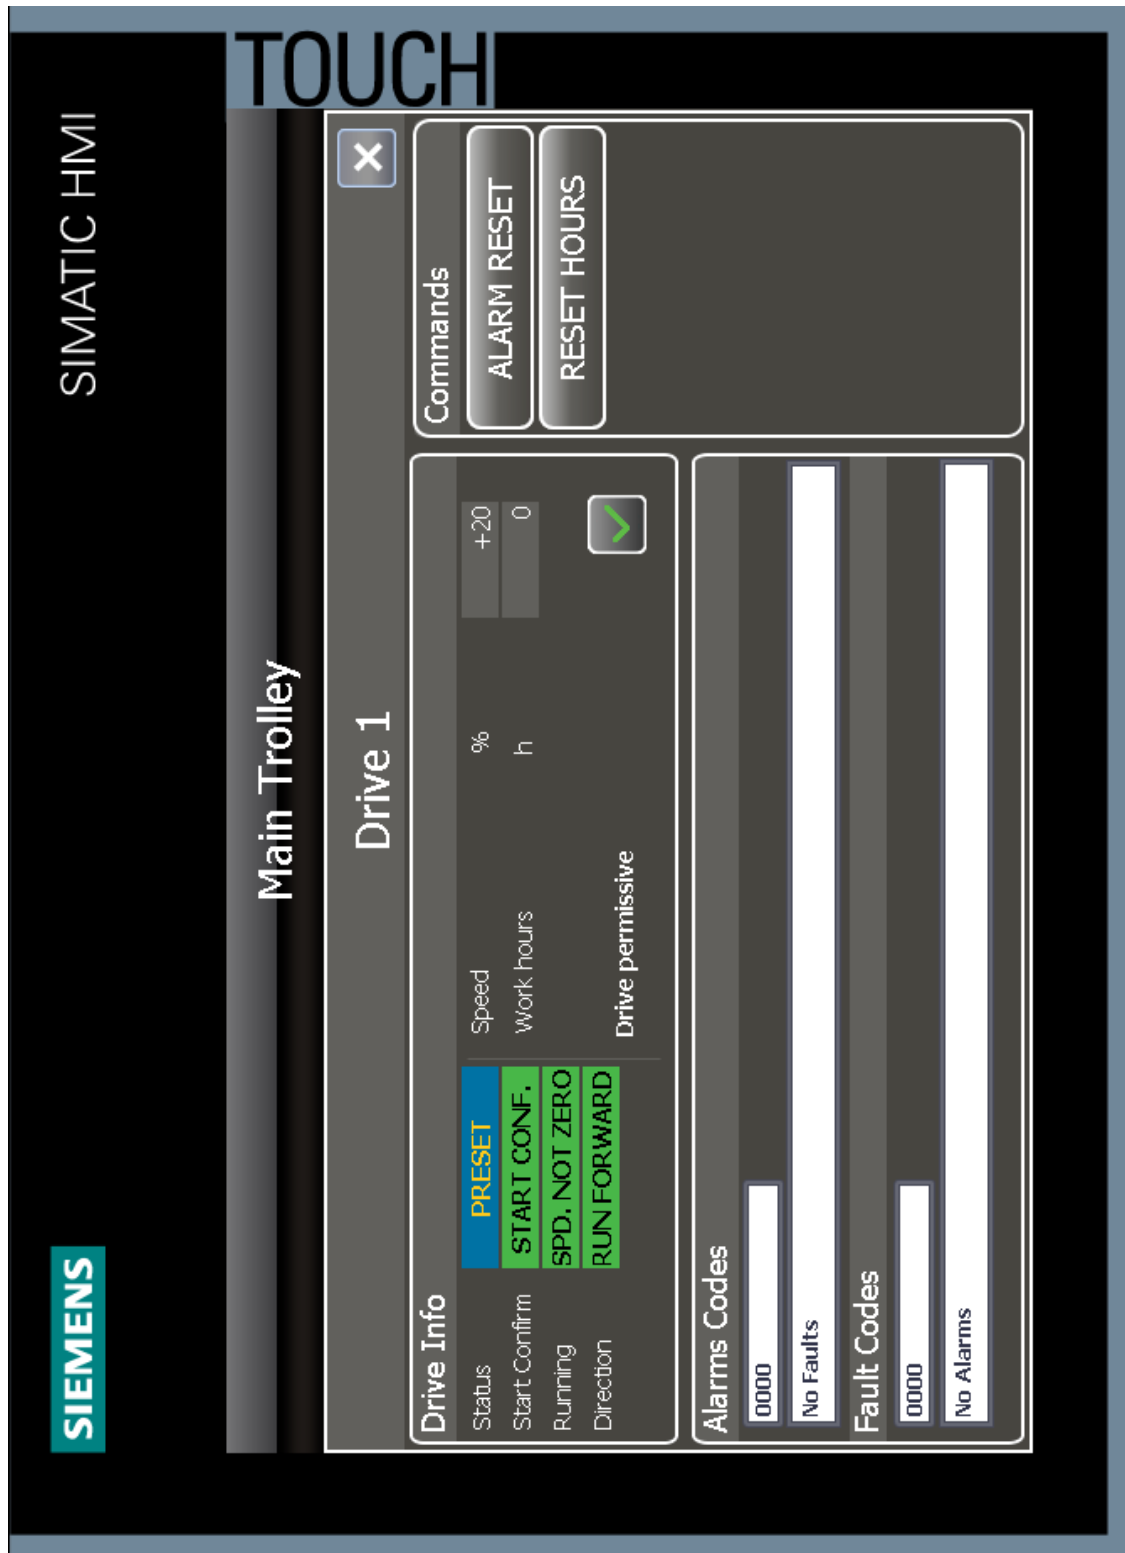 SIEMENS
SIMATIC HMI
TOUCH
Main Trolley
Drive 1
Drive Info
Status PRESET Speed % +20
Start Confirm START CONF. Work hours h 0
Running SPD. NOT ZERO
Direction RUN FORWARD Drive permissive
Commands
ALARM RESET
RESET HOURS
Alarms Codes
0000
No Faults
Fault Codes
0000
No Alarms